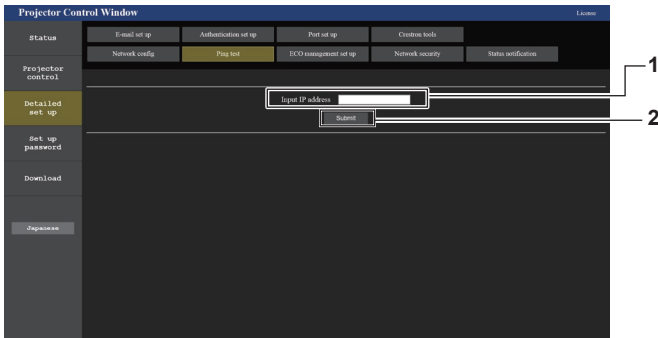 Projector Control Window
License
Status
E-mail set up
Authentication set up
Port set up
Crestron tools
Network config
Ping test
ECO management set up
Network security
Status notification
Projector
control
1
Input IP address
Detailed
set up
Submit
2
Set up
password
Download
Japanese